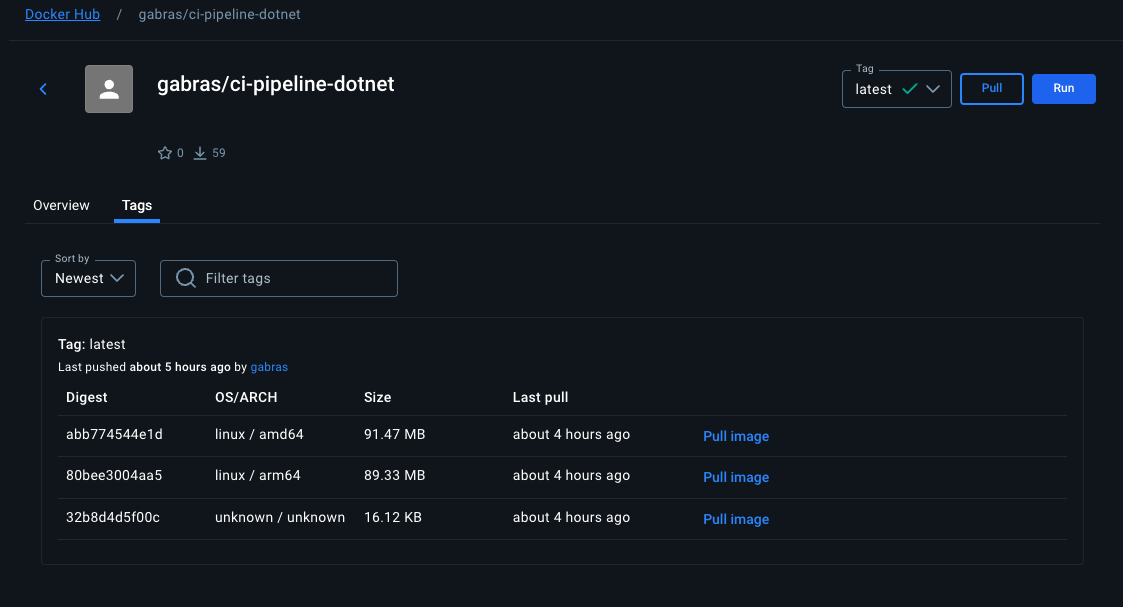 Docker Hub / gabras/ci-pipeline-dotnet
gabras/ci-pipeline-dotnet
Tag
latest
Pull
Run
0 59
Overview Tags
Sort by
Newest
Filter tags
Tag: latest
Last pushed about 5 hours ago by gabras
Digest OS/ARCH Size Last pull
abb774544e1d linux / amd64 91.47 MB about 4 hours ago Pull image
80bee3004aa5 linux / arm64 89.33 MB about 4 hours ago Pull image
32b8d4d5f00c unknown / unknown 16.12 KB about 4 hours ago Pull image